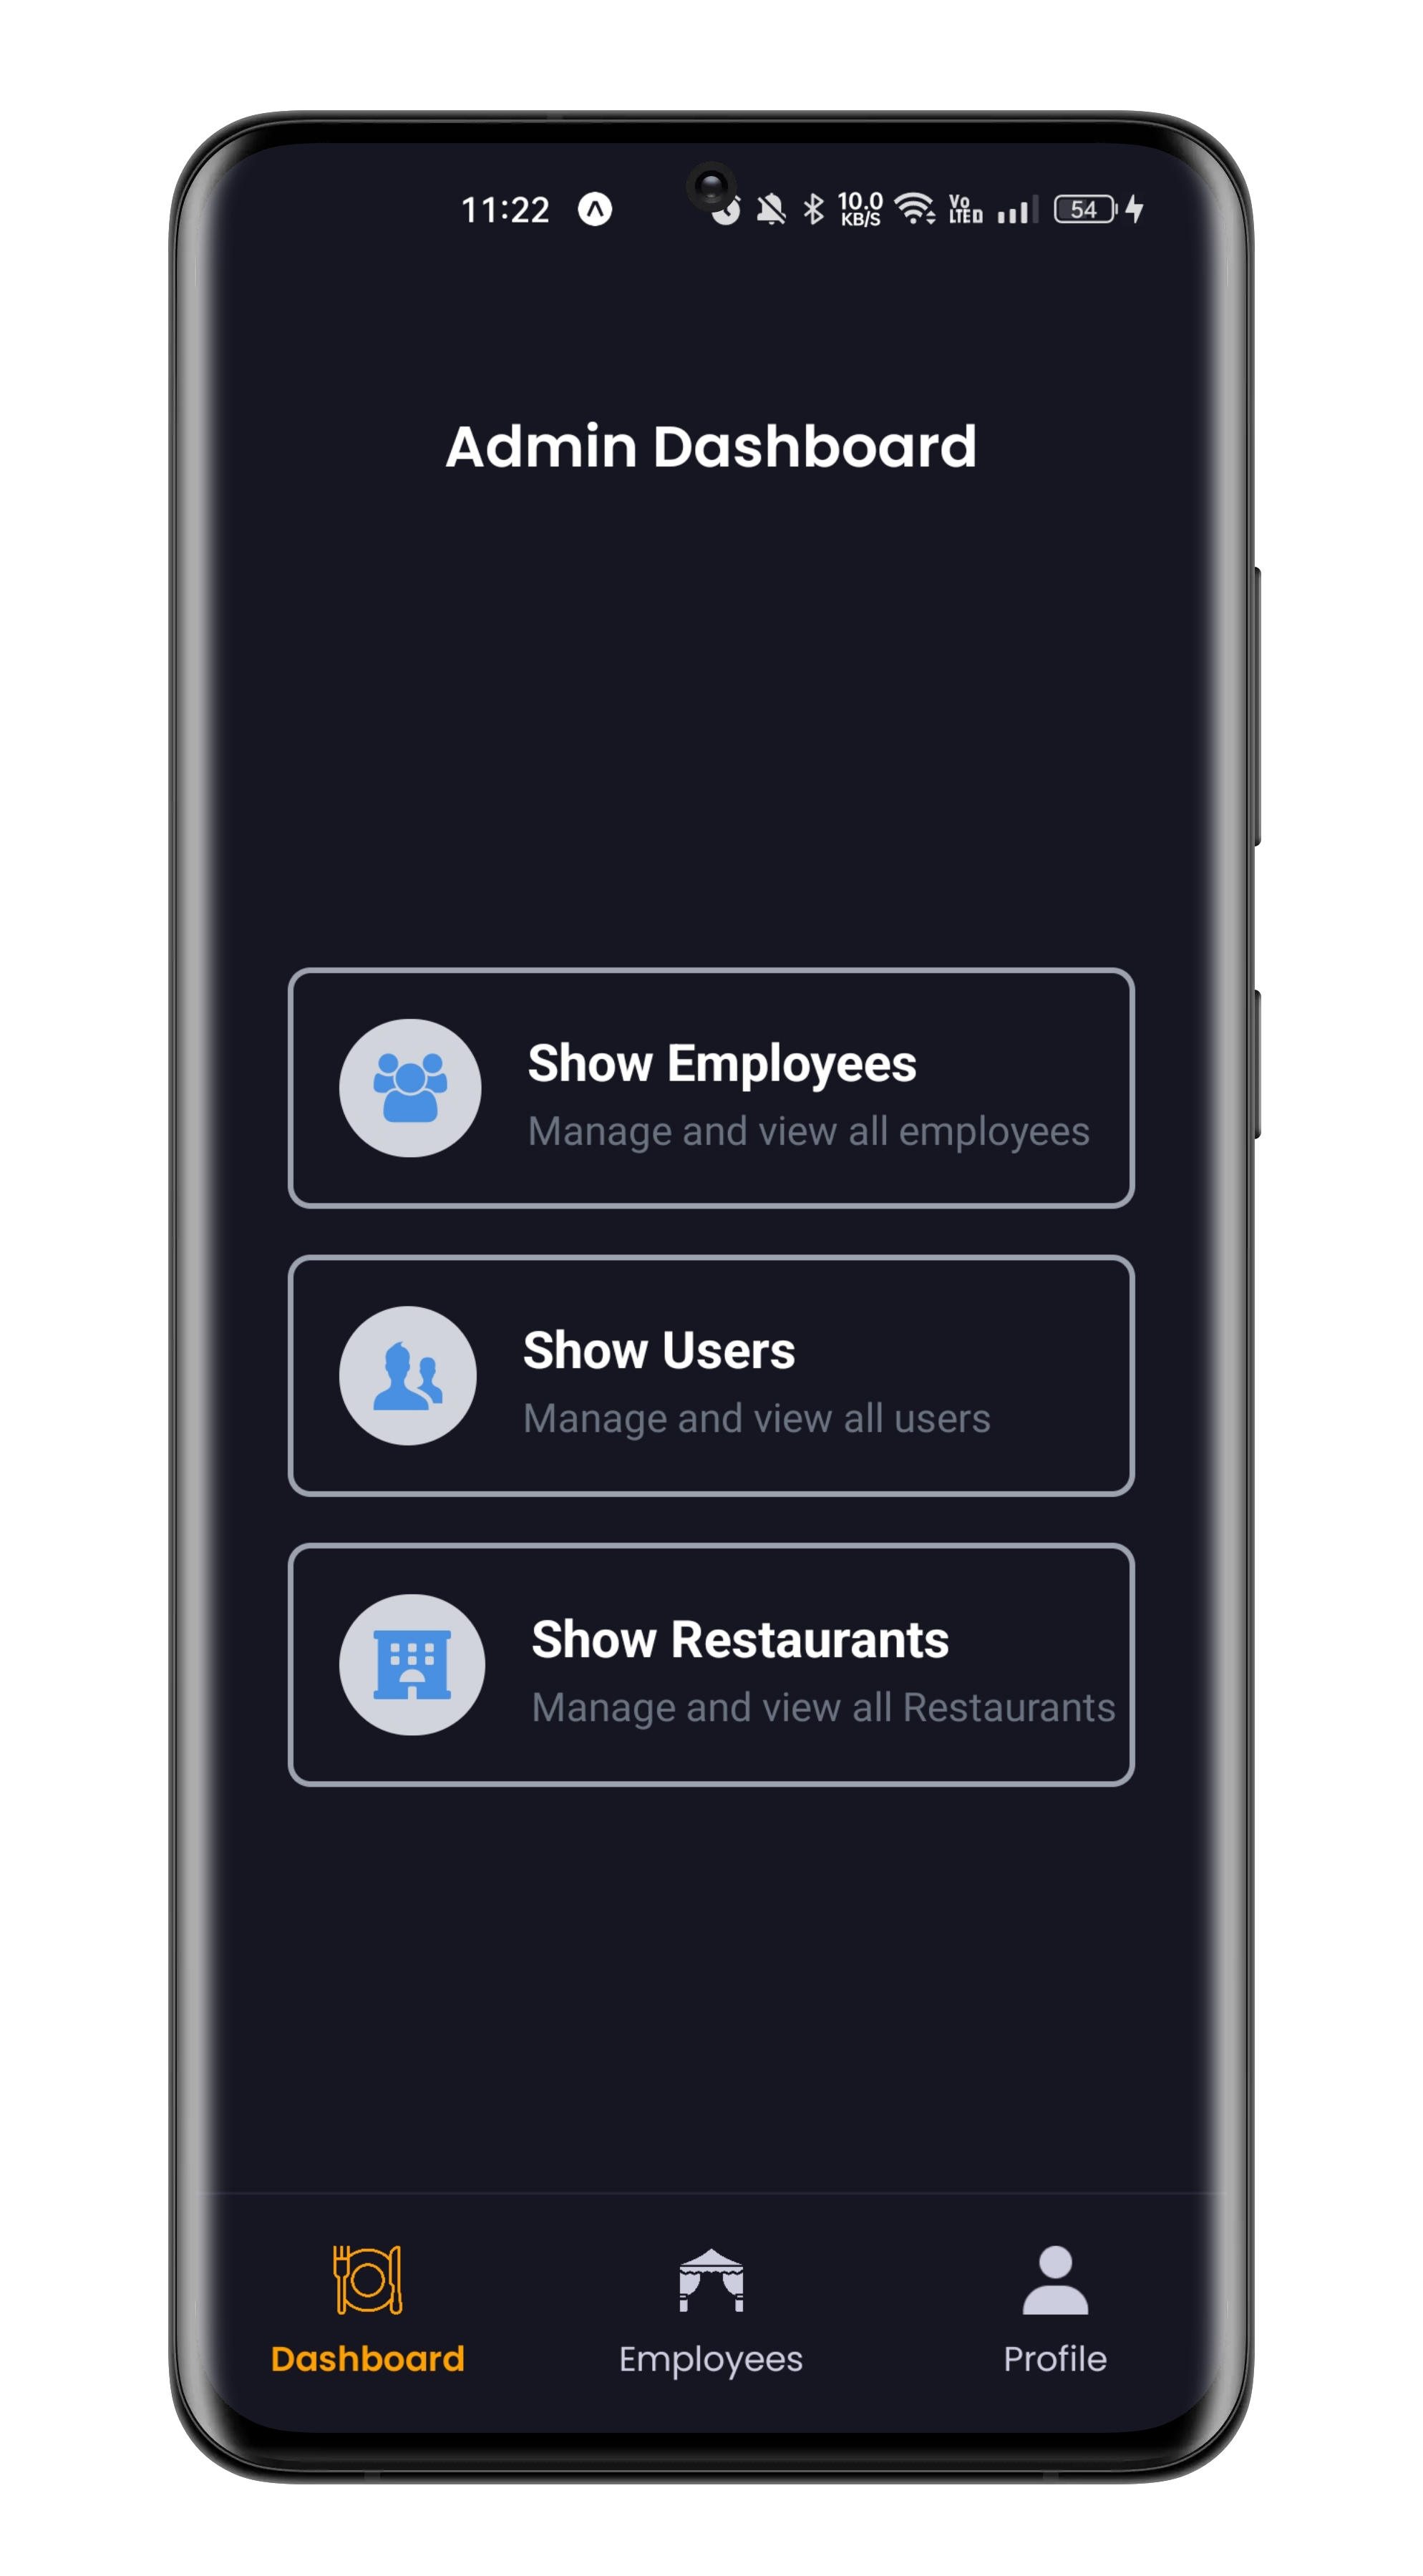 11:22 10.0 KB/S Vo LTE D 54
Admin Dashboard
Show Employees
Manage and view all employees
Show Users
Manage and view all users
Show Restaurants
Manage and view all Restaurants
Dashboard Employees Profile